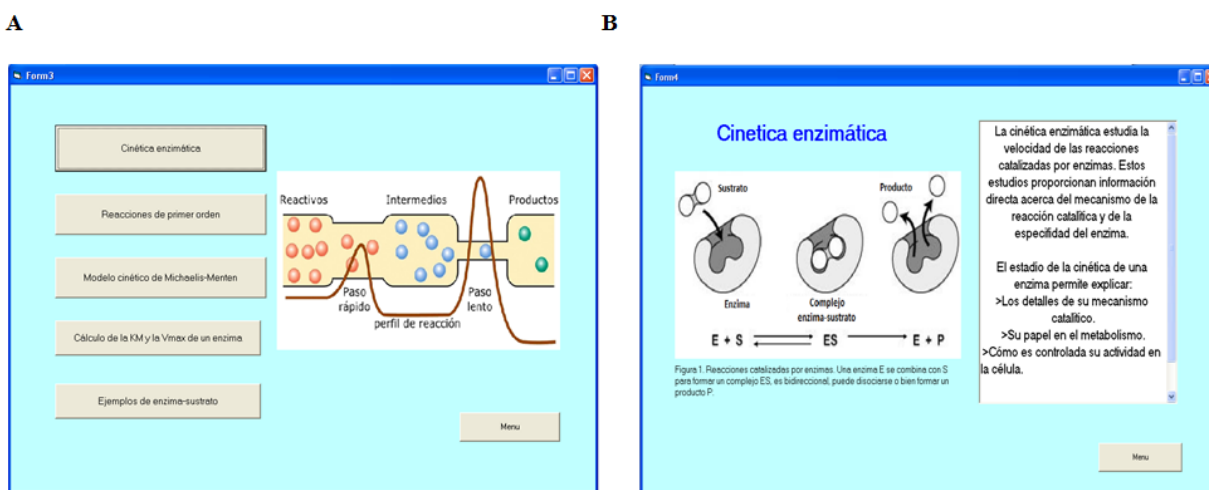 A
B
Form3
Cinética enzimática
Reacciones de primer orden
Modelo cinético de Michaelis-Menten
Cálculo de la KM y la Vmax de un enzima
Ejemplos de enzima-sustrato
Reactivos
Intermedios
Productos
Paso
rápido
Paso
lento
perfil de reacción
Menu
Form4
Cinetica enzimática
Sustrato
Producto
Enzima
Complejo
enzima-sustrato
E + S
ES
E + P
Figura 1. Reacciones catalizadas por enzimas. Una enzima E se combina con S
para formar un complejo ES, es bidireccional, puede disociarse o bien formar un
producto P.
La cinética enzimática estudia la
velocidad de las reacciones
catalizadas por enzimas. Estos
estudios proporcionan información
directa acerca del mecanismo de la
reacción catalítica y de la
especifidad del enzima.
El estadio de la cinética de una
enzima permite explicar:
>Los detalles de su mecanismo
catalítico.
>Su papel en el metabolismo.
>Cómo es controlada su actividad en
la célula.
Menu